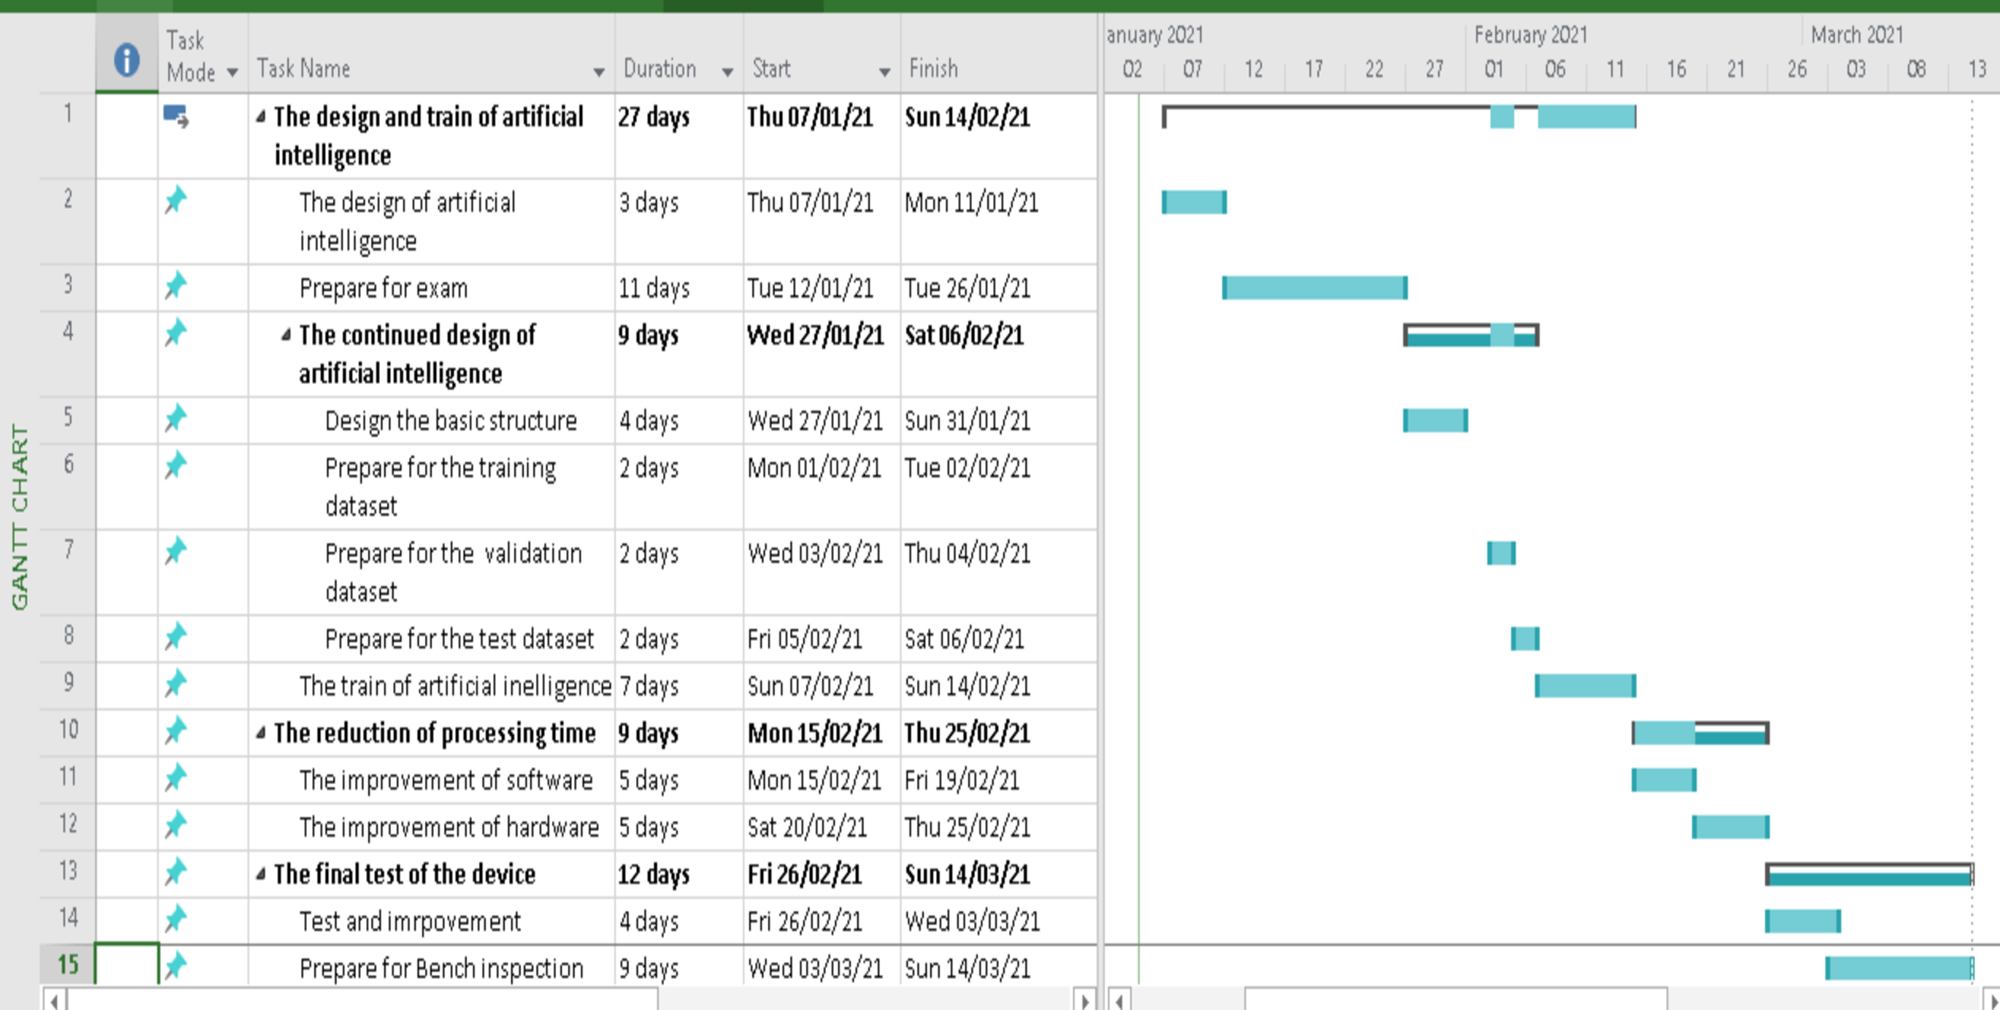 January 2021 February 2021 March 2021
Task Mode Task Name Duration Start Finish
02 07 12 17 22 27 01 06 11 16 21 26 03 08 13
GANTT CHART
1 The design and train of artificial 27 days Thu 07/01/21 Sun 14/02/21
intelligence
2 The design of artificial 3 days Thu 07/01/21 Mon 11/01/21
intelligence
3 Prepare for exam 11 days Tue 12/01/21 Tue 26/01/21
4 The continued design of 9 days Wed 27/01/21 Sat 06/02/21
artificial intelligence
5 Design the basic structure 4 days Wed 27/01/21 Sun 31/01/21
6 Prepare for the training 2 days Mon 01/02/21 Tue 02/02/21
dataset
7 Prepare for the validation 2 days Wed 03/02/21 Thu 04/02/21
dataset
8 Prepare for the test dataset 2 days Fri 05/02/21 Sat 06/02/21
9 The train of artificial inelligence 7 days Sun 07/02/21 Sun 14/02/21
10 The reduction of processing time 9 days Mon 15/02/21 Thu 25/02/21
11 The improvement of software 5 days Mon 15/02/21 Fri 19/02/21
12 The improvement of hardware 5 days Sat 20/02/21 Thu 25/02/21
13 The final test of the device 12 days Fri 26/02/21 Sun 14/03/21
14 Test and imrpovement 4 days Fri 26/02/21 Wed 03/03/21
15 Prepare for Bench inspection 9 days Wed 03/03/21 Sun 14/03/21